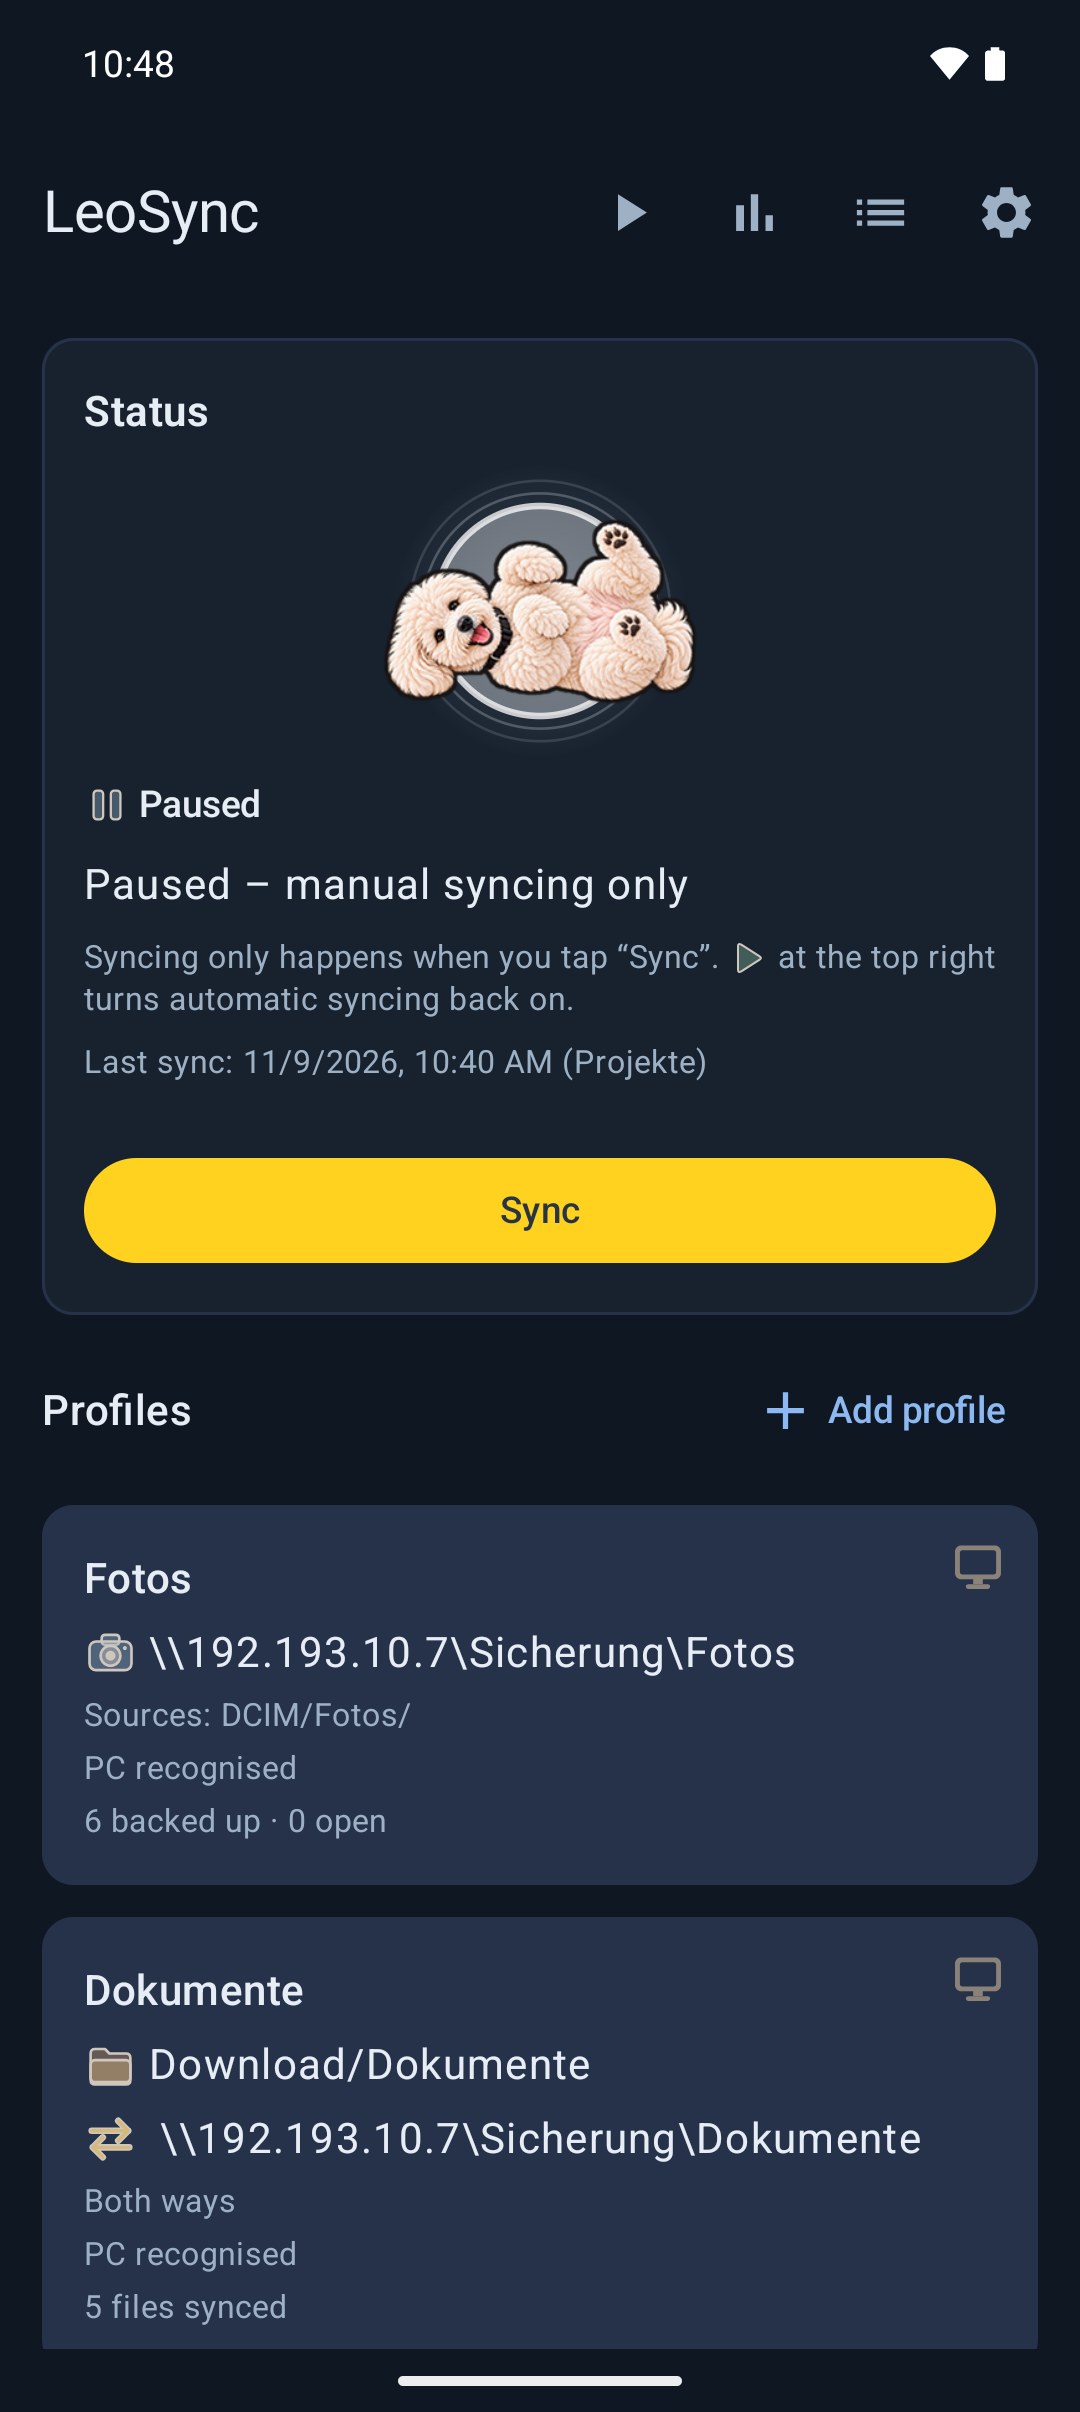 10:48
LeoSync
Status
Paused
Paused – manual syncing only
Syncing only happens when you tap “Sync”. at the top right
turns automatic syncing back on.
Last sync: 11/9/2026, 10:40 AM (Projekte)
Sync
Profiles
Add profile
Fotos
\\192.193.10.7\Sicherung\Fotos
Sources: DCIM/Fotos/
PC recognised
6 backed up · 0 open
Dokumente
Download/Dokumente
\\192.193.10.7\Sicherung\Dokumente
Both ways
PC recognised
5 files synced